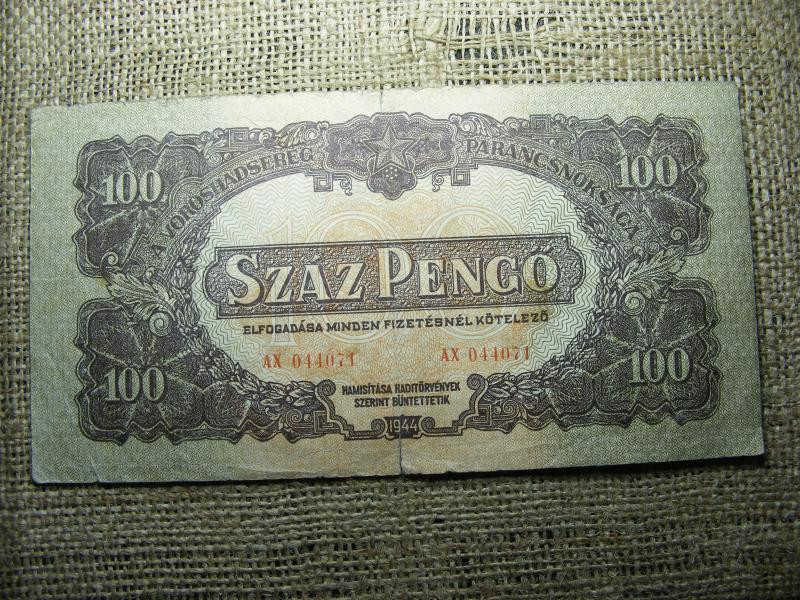 A VÖRÖSHADSEREG PARANCSNOKSÁGA
100 100
SZÁZ PENGŐ
ELFOGADÁSA MINDEN FIZETÉSNÉL KÖTELEZŐ
AX 044071 AX 044071
100 100
HAMISÍTÁSA HADITÖRVÉNYEK
SZERINT BÜNTETTETIK
1944